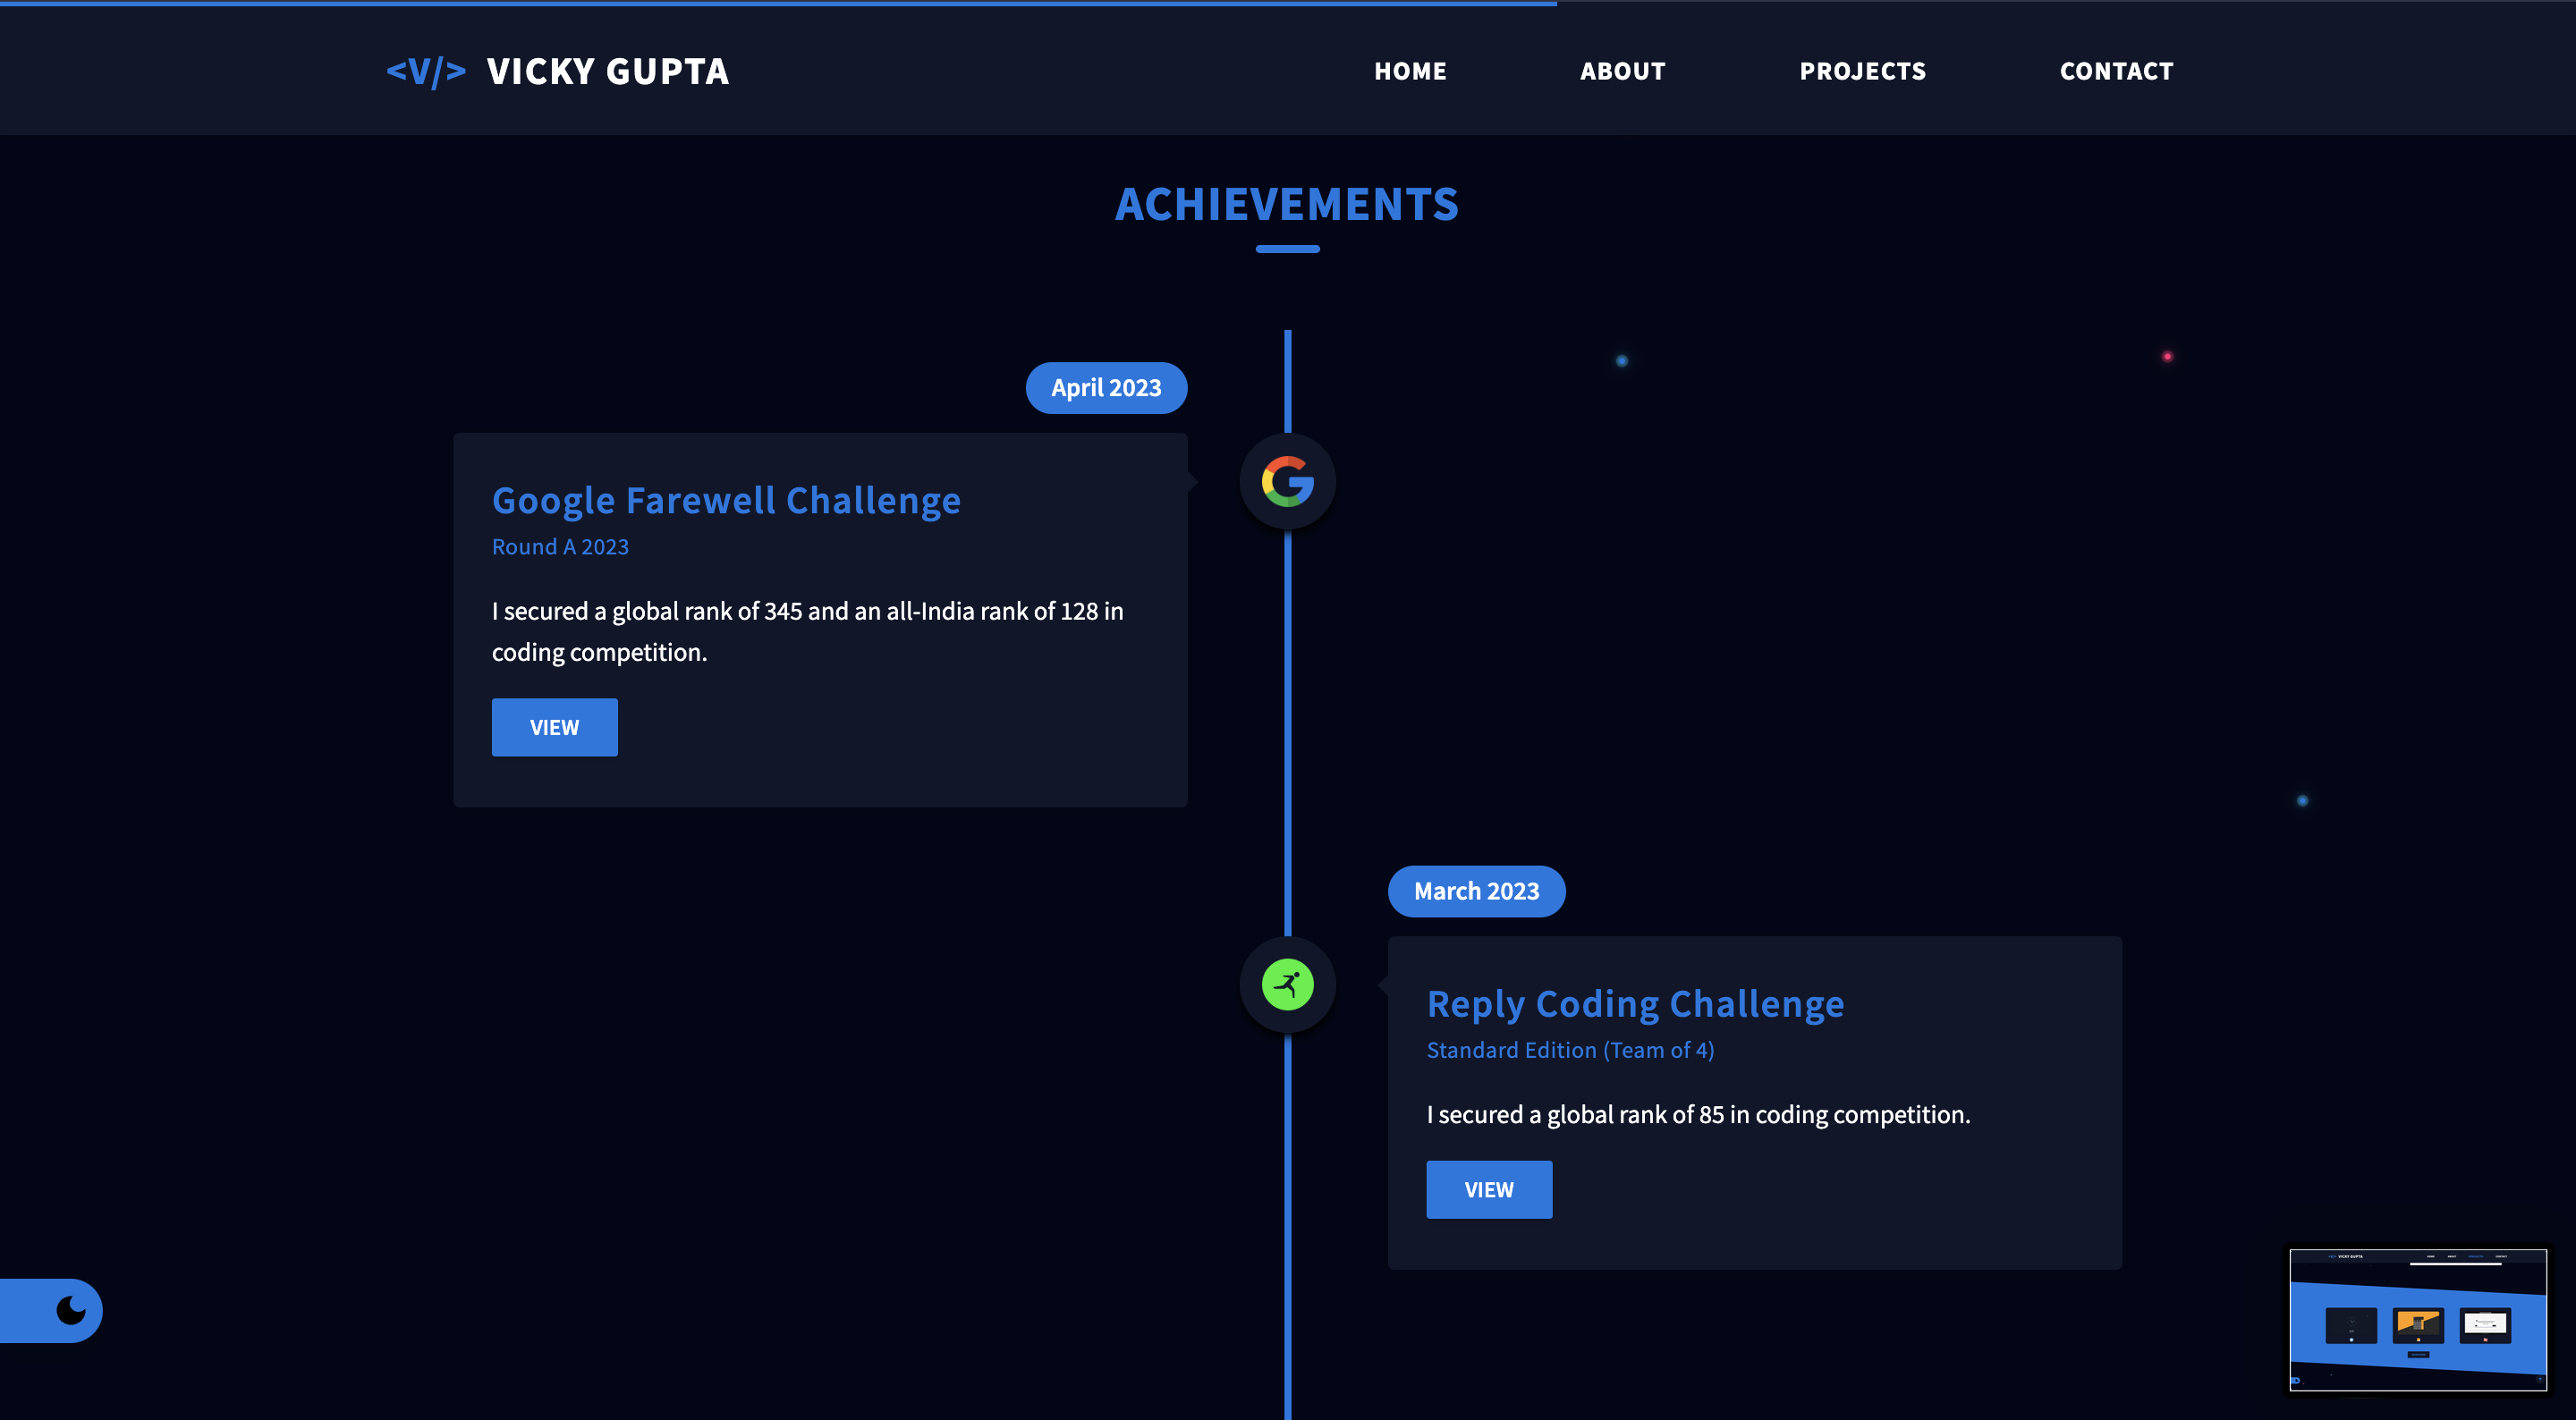 <V/> VICKY GUPTA
HOME
ABOUT
PROJECTS
CONTACT
ACHIEVEMENTS
April 2023
Google Farewell Challenge
Round A 2023
I secured a global rank of 345 and an all-India rank of 128 in
coding competition.
VIEW
March 2023
Reply Coding Challenge
Standard Edition (Team of 4)
I secured a global rank of 85 in coding competition.
VIEW
VICKY GUPTA